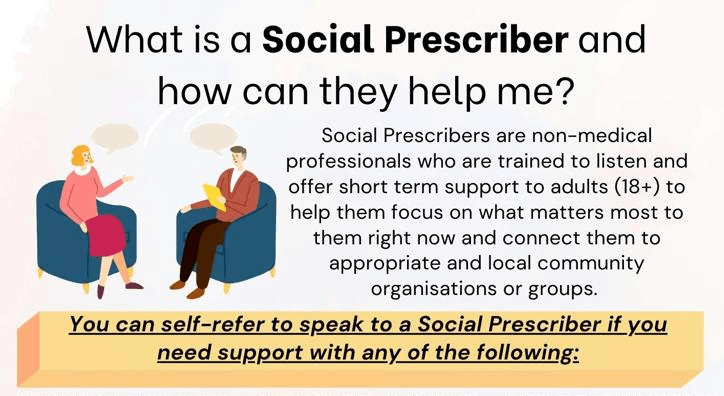 What is a Social Prescriber and
how can they help me?
Social Prescribers are non-medical
professionals who are trained to listen and
offer short term support to adults (18+) to
help them focus on what matters most to
them right now and connect them to
appropriate and local community
organisations or groups.
You can self-refer to speak to a Social Prescriber if you
need support with any of the following: